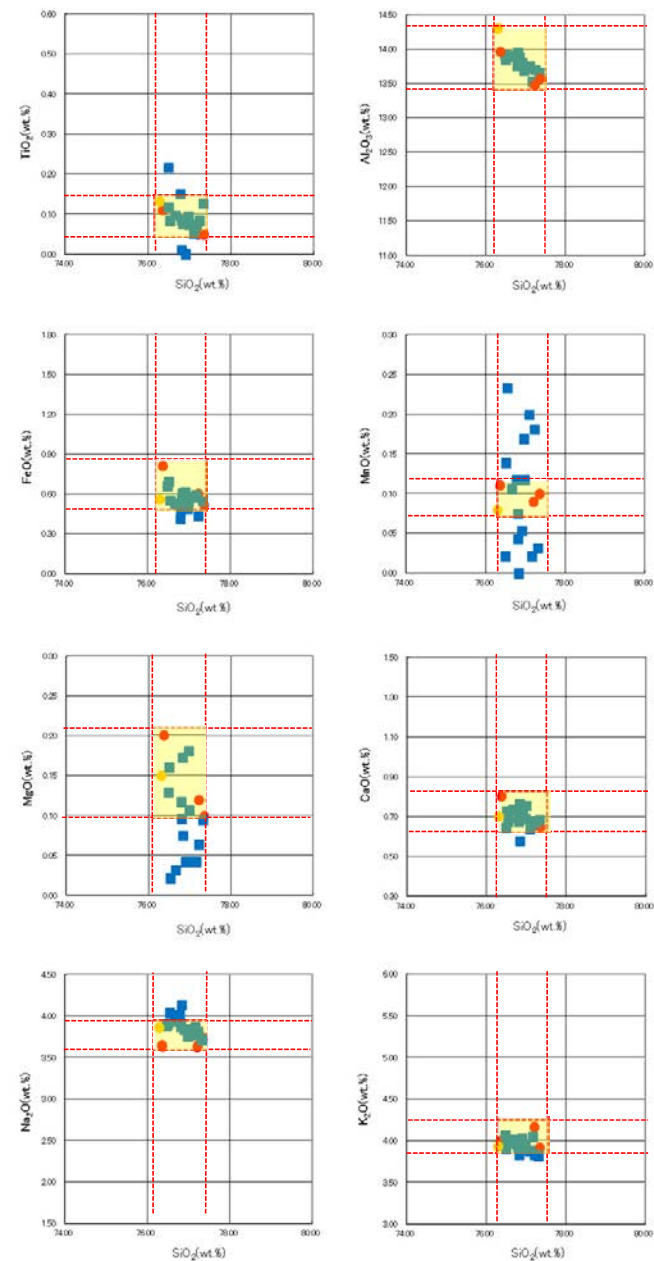 TiO₂(wt.%)
0.60
0.50
0.40
0.30
0.20
0.10
0.00
74.00 76.00 78.00 80.00
SiO₂(wt.%)
Al₂O₃(wt.%)
14.50
14.00
13.50
13.00
12.50
12.00
11.50
11.00
74.00 76.00 78.00 80.00
SiO₂(wt.%)
FeO(wt.%)
1.80
1.50
1.20
0.90
0.60
0.30
0.00
74.00 76.00 78.00 80.00
SiO₂(wt.%)
MnO(wt.%)
0.30
0.25
0.20
0.15
0.10
0.05
0.00
74.00 76.00 78.00 80.00
SiO₂(wt.%)
MgO(wt.%)
0.30
0.25
0.20
0.15
0.10
0.05
0.00
74.00 76.00 78.00 80.00
SiO₂(wt.%)
CaO(wt.%)
1.50
1.30
1.10
0.90
0.70
0.50
0.30
74.00 76.00 78.00 80.00
SiO₂(wt.%)
Na₂O(wt.%)
4.50
4.00
3.50
3.00
2.50
2.00
1.50
74.00 76.00 78.00 80.00
SiO₂(wt.%)
K₂O(wt.%)
6.00
5.50
5.00
4.50
4.00
3.50
3.00
74.00 76.00 78.00 80.00
SiO₂(wt.%)